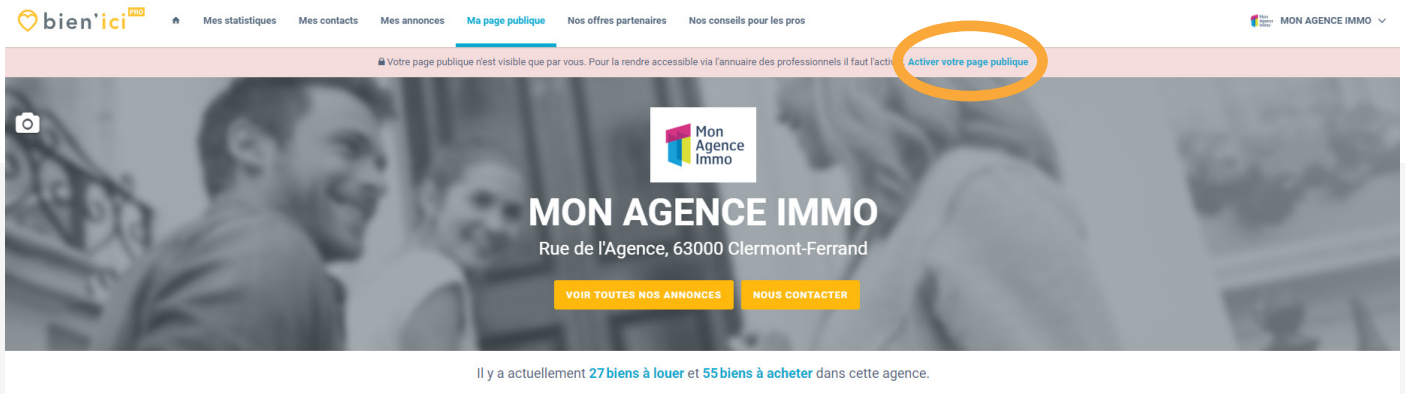 bien'ici PRO
Mes statistiques Mes contacts Mes annonces Ma page publique Nos offres partenaires Nos conseils pour les pros MON AGENCE IMMO
Votre page publique n'est visible que par vous. Pour la rendre accessible via l'annuaire des professionnels il faut l'activ Activer votre page publique
Mon
Agence
Immo
MON AGENCE IMMO
Rue de l'Agence, 63000 Clermont-Ferrand
VOIR TOUTES NOS ANNONCES NOUS CONTACTER
Il y a actuellement 27 biens à louer et 55 biens à acheter dans cette agence.